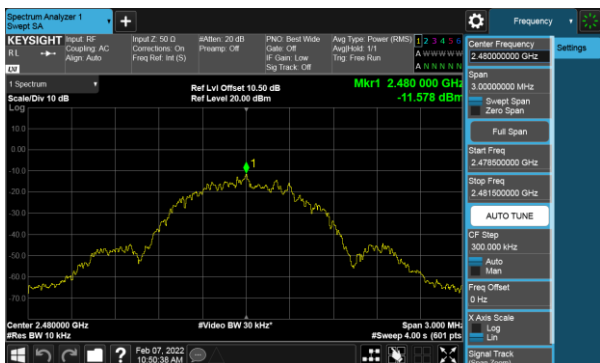 Spectrum Analyzer 1
Swept SA
+
Frequency
KEYSIGHT
RL
Input: RF
Coupling: AC
Align: Auto
Input Z: 50 Ω
Corrections: On
Freq Ref: Int (S)
#Atten: 20 dB
Preamp: Off
PNO: Best Wide
Gate: Off
IF Gain: Low
Sig Track: Off
Avg Type: Power (RMS)
Avg|Hold: 1/1
Trig: Free Run
1 2 3 4 5 6
A W W W W W
A N N N N N
LXI
1 Spectrum
Scale/Div 10 dB
Log
Ref Lvl Offset 10.50 dB
Ref Level 20.00 dBm
Mkr1 2.480 000 GHz
-11.578 dBm
10.0
0.00
-10.0
-20.0
-30.0
-40.0
-50.0
-60.0
-70.0
1
Center 2.480000 GHz
#Res BW 10 kHz
#Video BW 30 kHz*
Span 3.000 MHz
#Sweep 4.00 s (601 pts)
Feb 07, 2022
10:50:38 AM
?
Center Frequency
2.480000000 GHz
Span
3.00000000 MHz
Swept Span
Zero Span
Full Span
Start Freq
2.478500000 GHz
Stop Freq
2.481500000 GHz
AUTO TUNE
CF Step
300.000 kHz
Auto
Man
Freq Offset
0 Hz
X Axis Scale
Log
Lin
Signal Track
(Span Zoom)
Settings